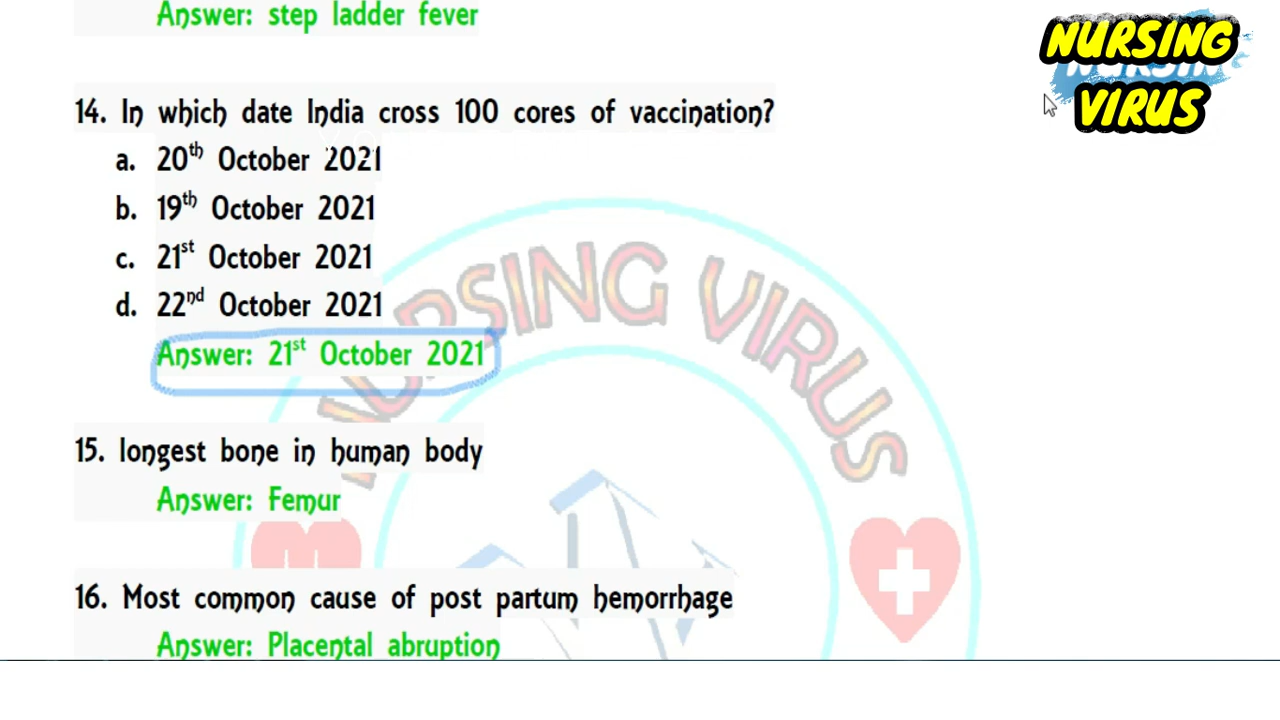 Answer: step ladder fever
NURSING
VIRUS
14. In which date India cross 100 cores of vaccination?
a. 20th October 2021
b. 19th October 2021
c. 21st October 2021
d. 22nd October 2021
Answer: 21st October 2021
NURSING VIRUS
15. longest bone in human body
Answer: Femur
16. Most common cause of post partum hemorrhage
Answer: Placental abruption